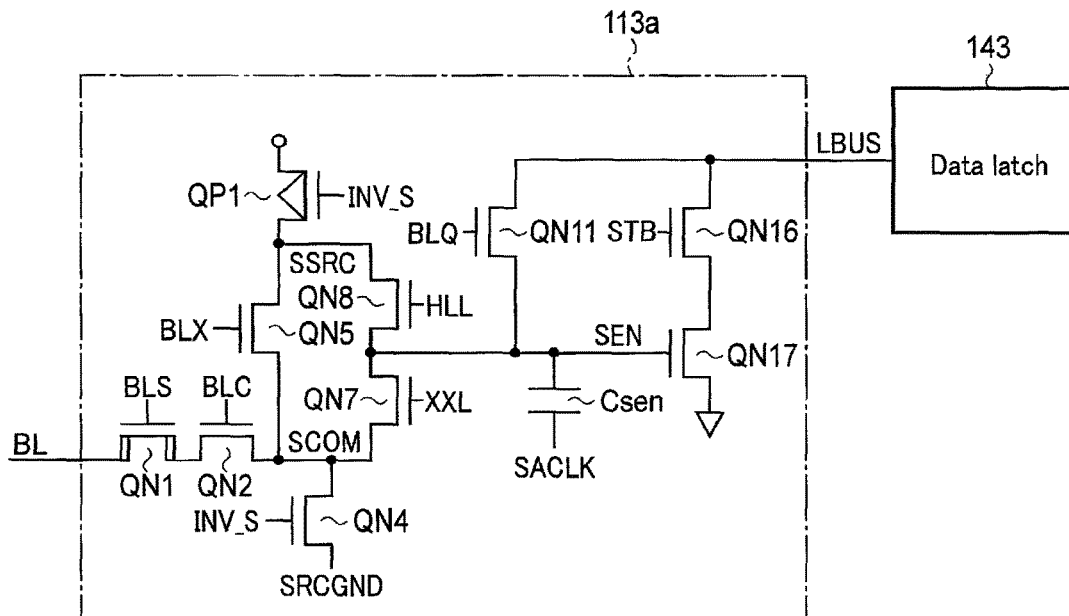 113a
143
LBUS
Data latch
QP1
INV_S
BLQ
QN11
STB
QN16
SSRC
QN8
HLL
BLX
QN5
SEN
QN17
BLS
BLC
QN7
XXL
Csen
BL
SCOM
QN1
QN2
SACLK
INV_S
QN4
SRCGND